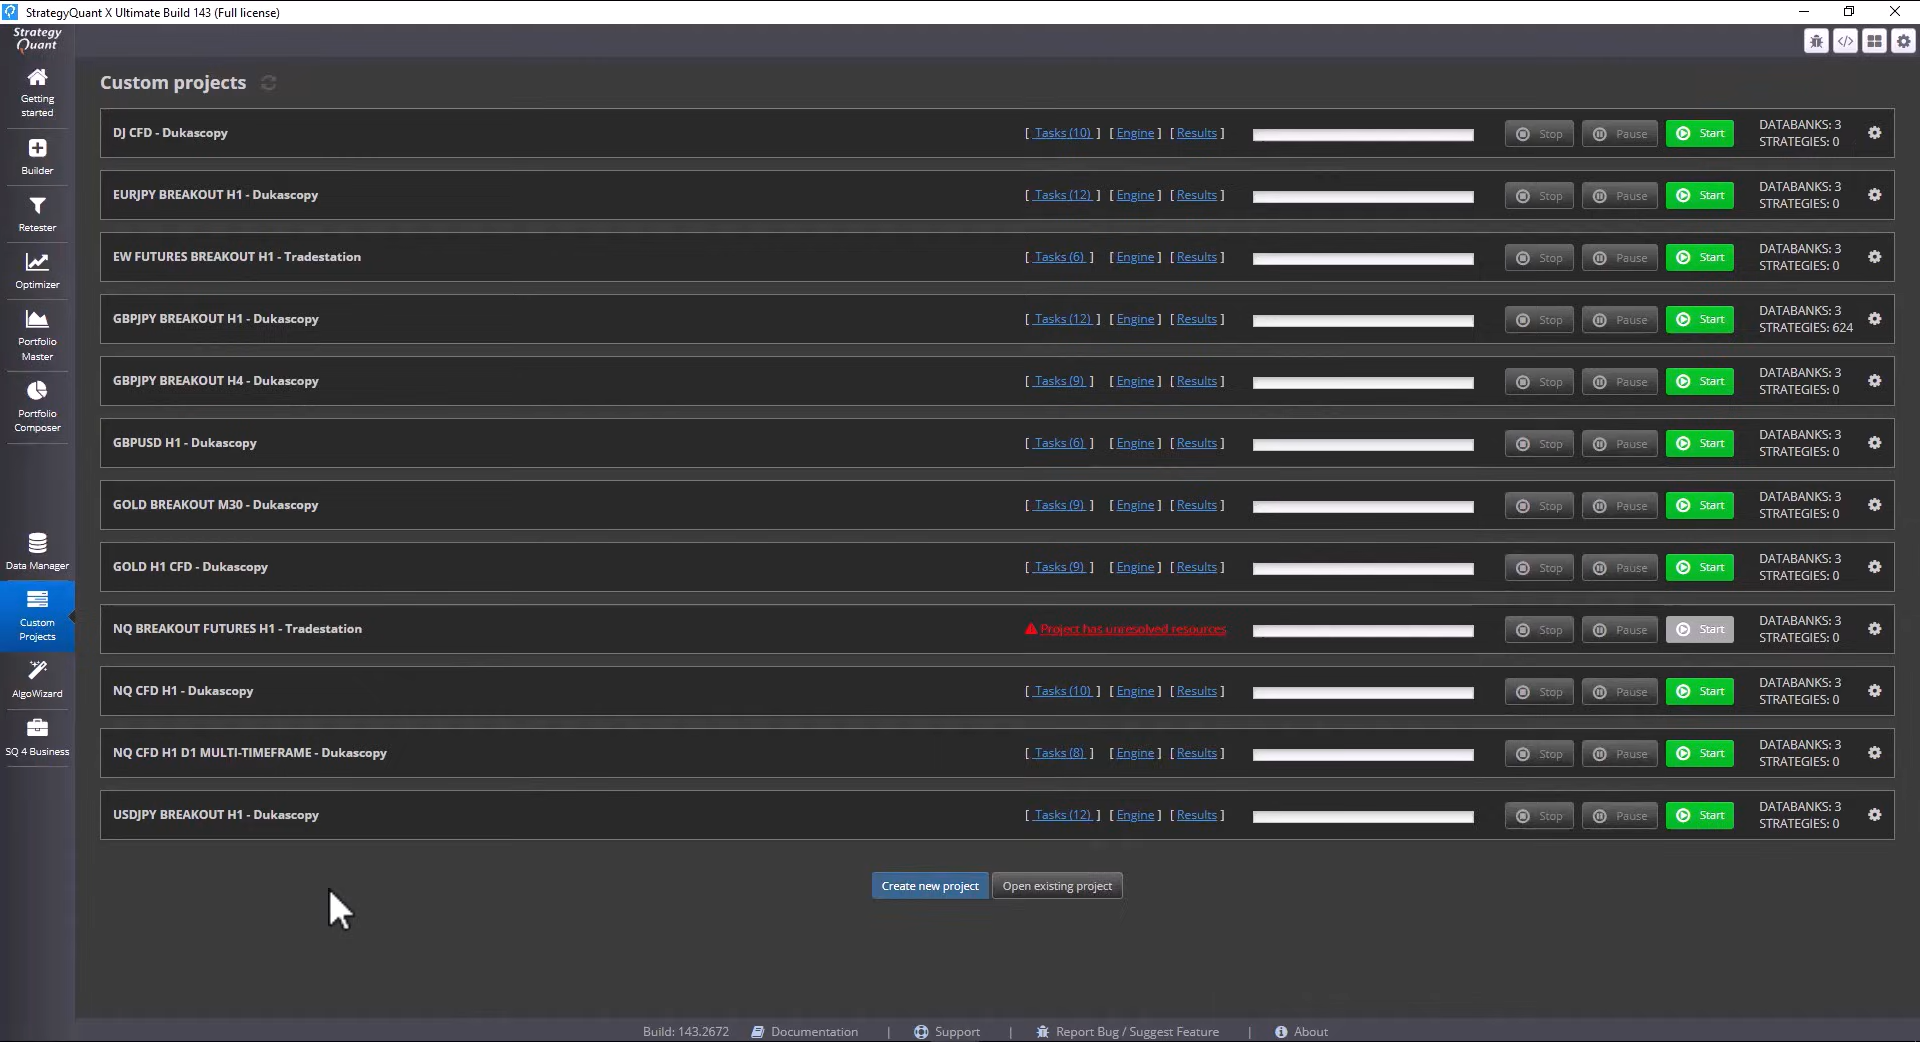 StrategyQuant X Ultimate Build 143 (Full license)
Strategy
Quant
Getting
started
Builder
Retester
Optimizer
Portfolio
Master
Portfolio
Composer
Data Manager
Custom
Projects
AlgoWizard
SQ 4 Business
Custom projects
DJ CFD - Dukascopy [ Tasks (10) ] [ Engine ] [ Results ] Stop Pause Start DATABANKS: 3
STRATEGIES: 0
EURJPY BREAKOUT H1 - Dukascopy [ Tasks (12) ] [ Engine ] [ Results ] Stop Pause Start DATABANKS: 3
STRATEGIES: 0
EW FUTURES BREAKOUT H1 - Tradestation [ Tasks (6) ] [ Engine ] [ Results ] Stop Pause Start DATABANKS: 3
STRATEGIES: 0
GBPJPY BREAKOUT H1 - Dukascopy [ Tasks (12) ] [ Engine ] [ Results ] Stop Pause Start DATABANKS: 3
STRATEGIES: 624
GBPJPY BREAKOUT H4 - Dukascopy [ Tasks (9) ] [ Engine ] [ Results ] Stop Pause Start DATABANKS: 3
STRATEGIES: 0
GBPUSD H1 - Dukascopy [ Tasks (6) ] [ Engine ] [ Results ] Stop Pause Start DATABANKS: 3
STRATEGIES: 0
GOLD BREAKOUT M30 - Dukascopy [ Tasks (9) ] [ Engine ] [ Results ] Stop Pause Start DATABANKS: 3
STRATEGIES: 0
GOLD H1 CFD - Dukascopy [ Tasks (9) ] [ Engine ] [ Results ] Stop Pause Start DATABANKS: 3
STRATEGIES: 0
NQ BREAKOUT FUTURES H1 - Tradestation Project has unresolved resources Stop Pause Start DATABANKS: 3
STRATEGIES: 0
NQ CFD H1 - Dukascopy [ Tasks (10) ] [ Engine ] [ Results ] Stop Pause Start DATABANKS: 3
STRATEGIES: 0
NQ CFD H1 D1 MULTI-TIMEFRAME - Dukascopy [ Tasks (8) ] [ Engine ] [ Results ] Stop Pause Start DATABANKS: 3
STRATEGIES: 0
USDJPY BREAKOUT H1 - Dukascopy [ Tasks (12) ] [ Engine ] [ Results ] Stop Pause Start DATABANKS: 3
STRATEGIES: 0
Create new project Open existing project
Build: 143.2672 Documentation | Support | Report Bug / Suggest Feature | About